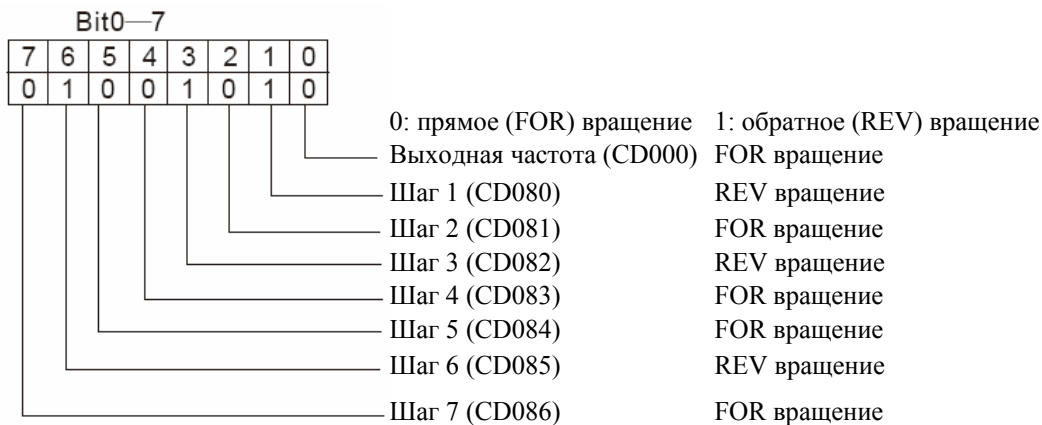 Bit0—7
7 6 5 4 3 2 1 0
0 1 0 0 1 0 1 0
0: прямое (FOR) вращение 1: обратное (REV) вращение
Выходная частота (CD000) FOR вращение
Шаг 1 (CD080) REV вращение
Шаг 2 (CD081) FOR вращение
Шаг 3 (CD082) REV вращение
Шаг 4 (CD083) FOR вращение
Шаг 5 (CD084) FOR вращение
Шаг 6 (CD085) REV вращение
Шаг 7 (CD086) FOR вращение